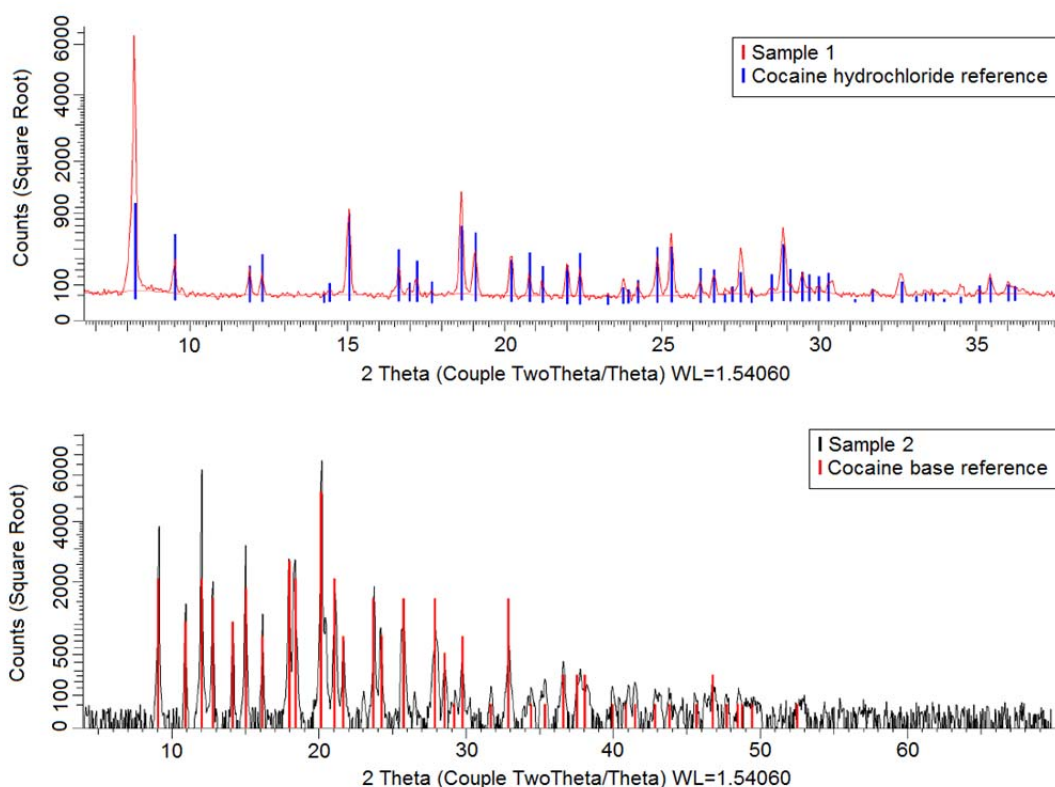 Counts (Square Root)
6000
4000
2000
900
100
0
Sample 1
Cocaine hydrochloride reference
10 15 20 25 30 35
2 Theta (Couple TwoTheta/Theta) WL=1.54060
Counts (Square Root)
6000
4000
2000
500
100
0
Sample 2
Cocaine base reference
10 20 30 40 50 60
2 Theta (Couple TwoTheta/Theta) WL=1.54060